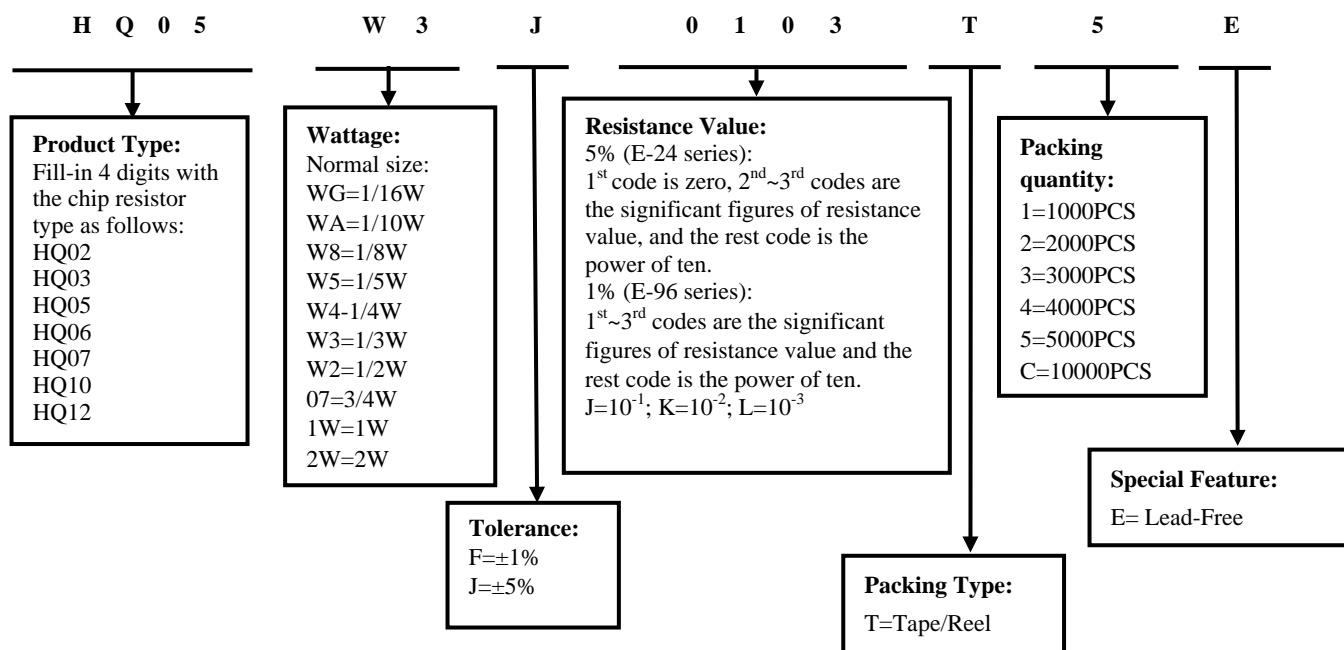 H Q 0 5 W 3 J 0 1 0 3 T 5 E
Product Type:
Fill-in 4 digits with
the chip resistor
type as follows:
HQ02
HQ03
HQ05
HQ06
HQ07
HQ10
HQ12
Wattage:
Normal size:
WG=1/16W
WA=1/10W
W8=1/8W
W5=1/5W
W4-1/4W
W3=1/3W
W2=1/2W
07=3/4W
1W=1W
2W=2W
Tolerance:
F=±1%
J=±5%
Resistance Value:
5% (E-24 series):
1st code is zero, 2nd~3rd codes are
the significant figures of resistance
value, and the rest code is the
power of ten.
1% (E-96 series):
1st~3rd codes are the significant
figures of resistance value and the
rest code is the power of ten.
J=10-1; K=10-2; L=10-3
Packing Type:
T=Tape/Reel
Packing
quantity:
1=1000PCS
2=2000PCS
3=3000PCS
4=4000PCS
5=5000PCS
C=10000PCS
Special Feature:
E= Lead-Free